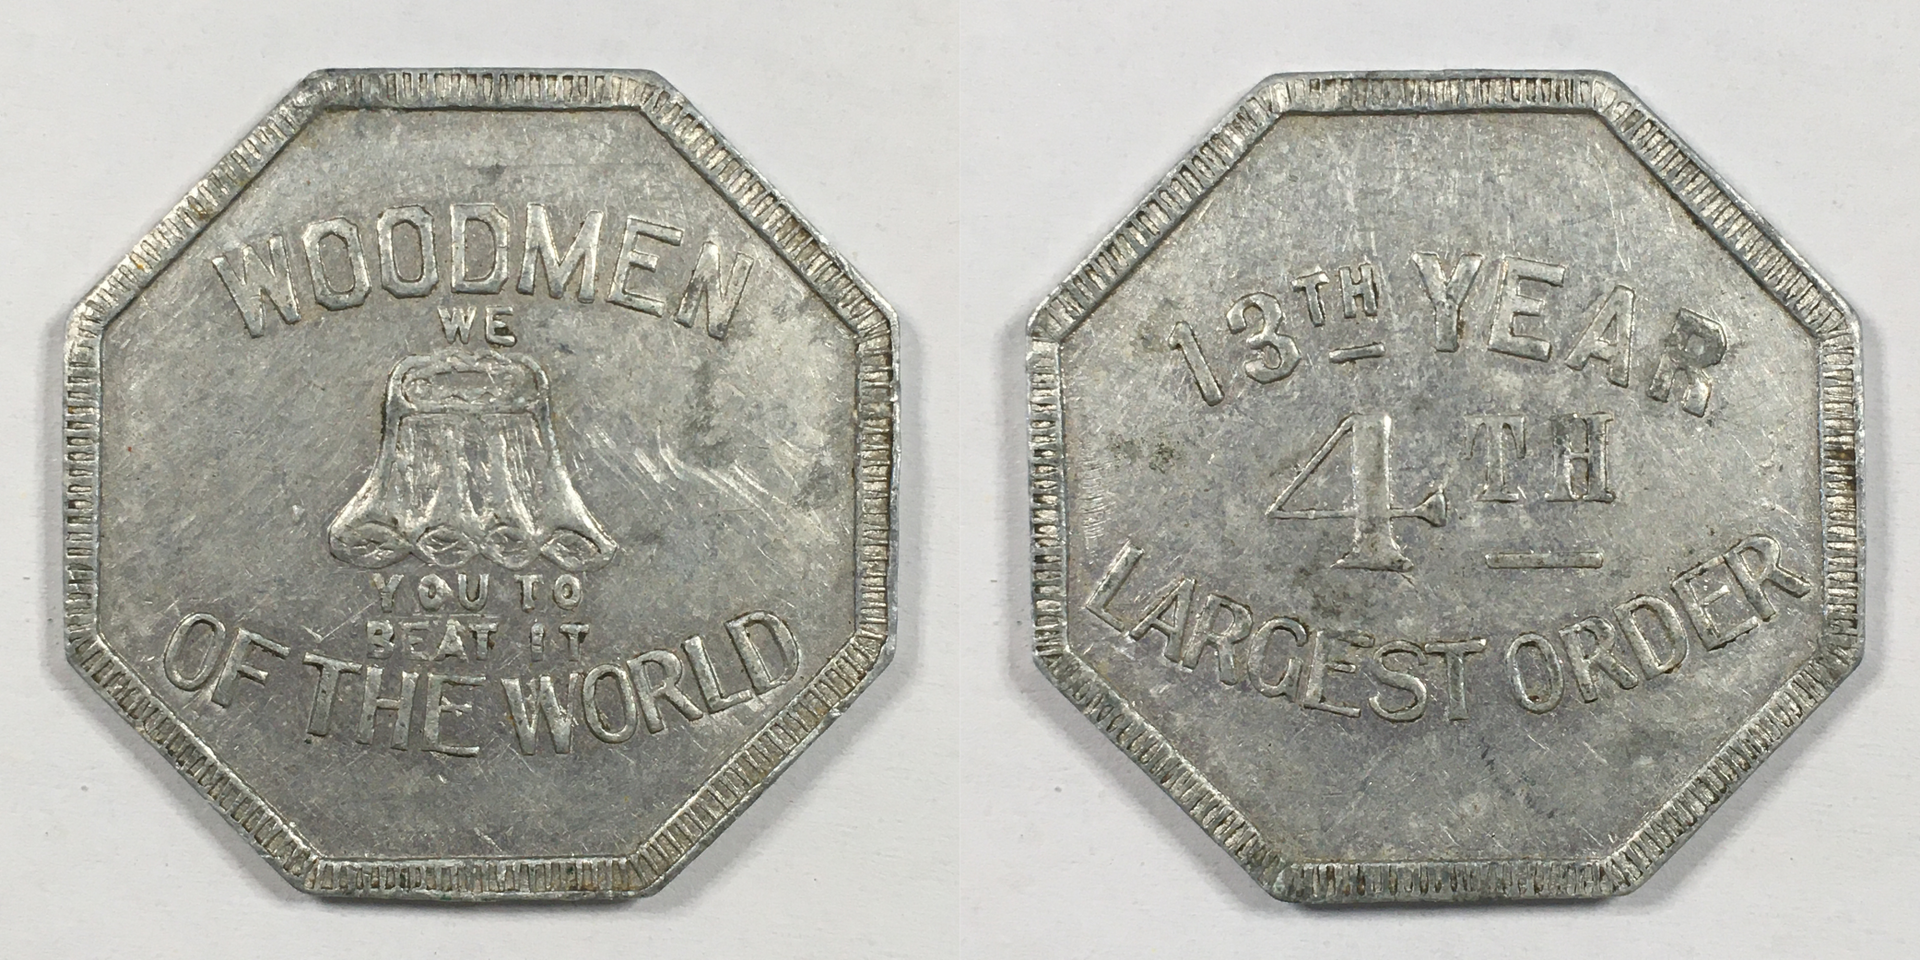 WOODMEN
WE
YOU TO
BEAT IT
OF THE WORLD
13TH YEAR
4TH
LARGEST ORDER